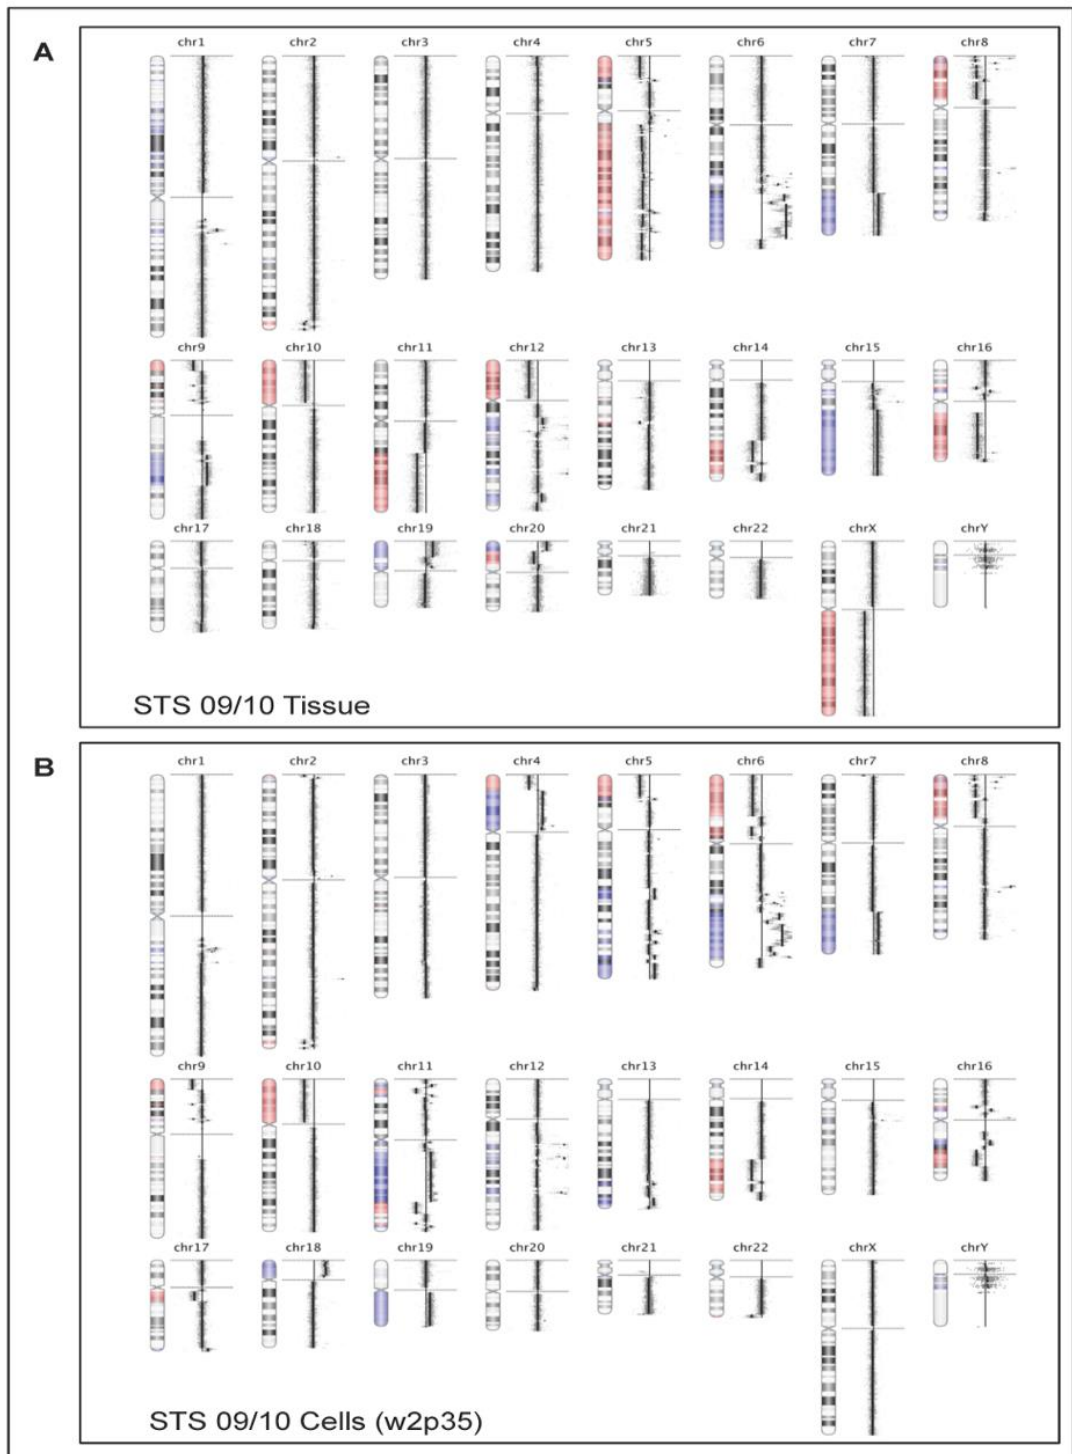 A
chr1 chr2 chr3 chr4 chr5 chr6 chr7 chr8
chr9 chr10 chr11 chr12 chr13 chr14 chr15 chr16
chr17 chr18 chr19 chr20 chr21 chr22 chrX chrY
STS 09/10 Tissue
B
chr1 chr2 chr3 chr4 chr5 chr6 chr7 chr8
chr9 chr10 chr11 chr12 chr13 chr14 chr15 chr16
chr17 chr18 chr19 chr20 chr21 chr22 chrX chrY
STS 09/10 Cells (w2p35)